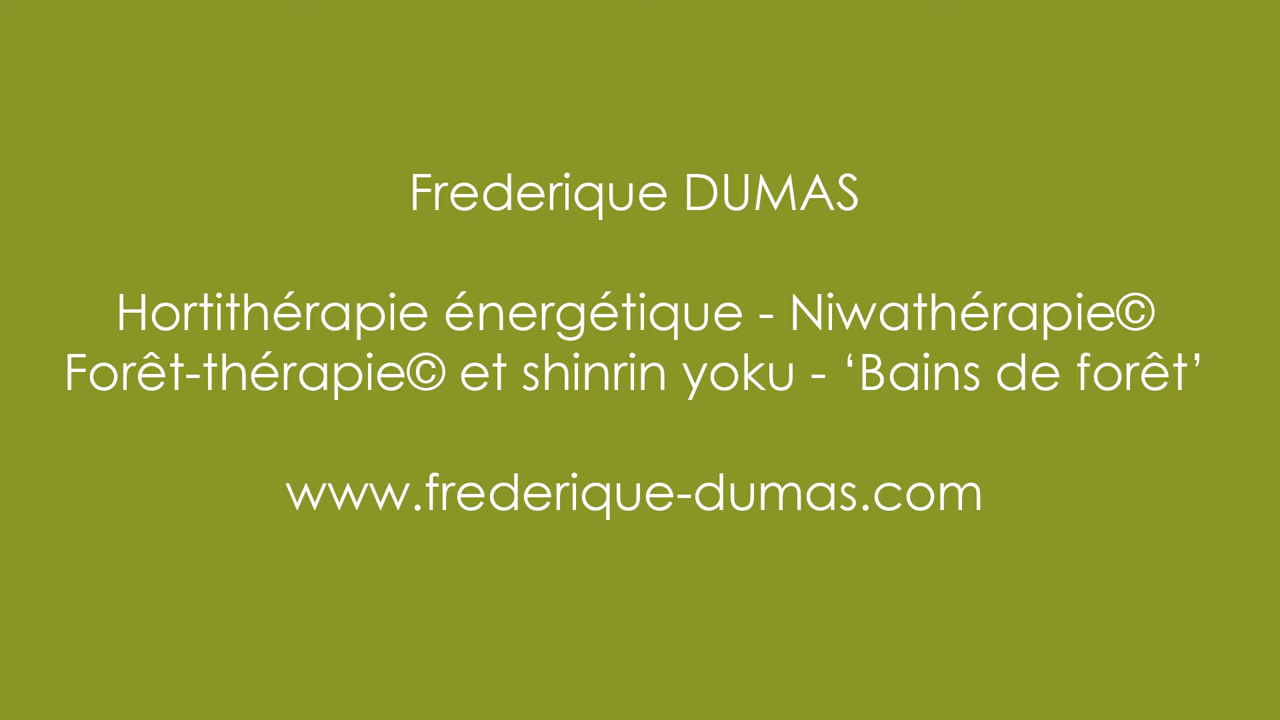 Frederique DUMAS
Hortithérapie énergétique - Niwathérapie©
Forêt-thérapie© et shinrin yoku - ‘Bains de forêt’
www.frederique-dumas.com